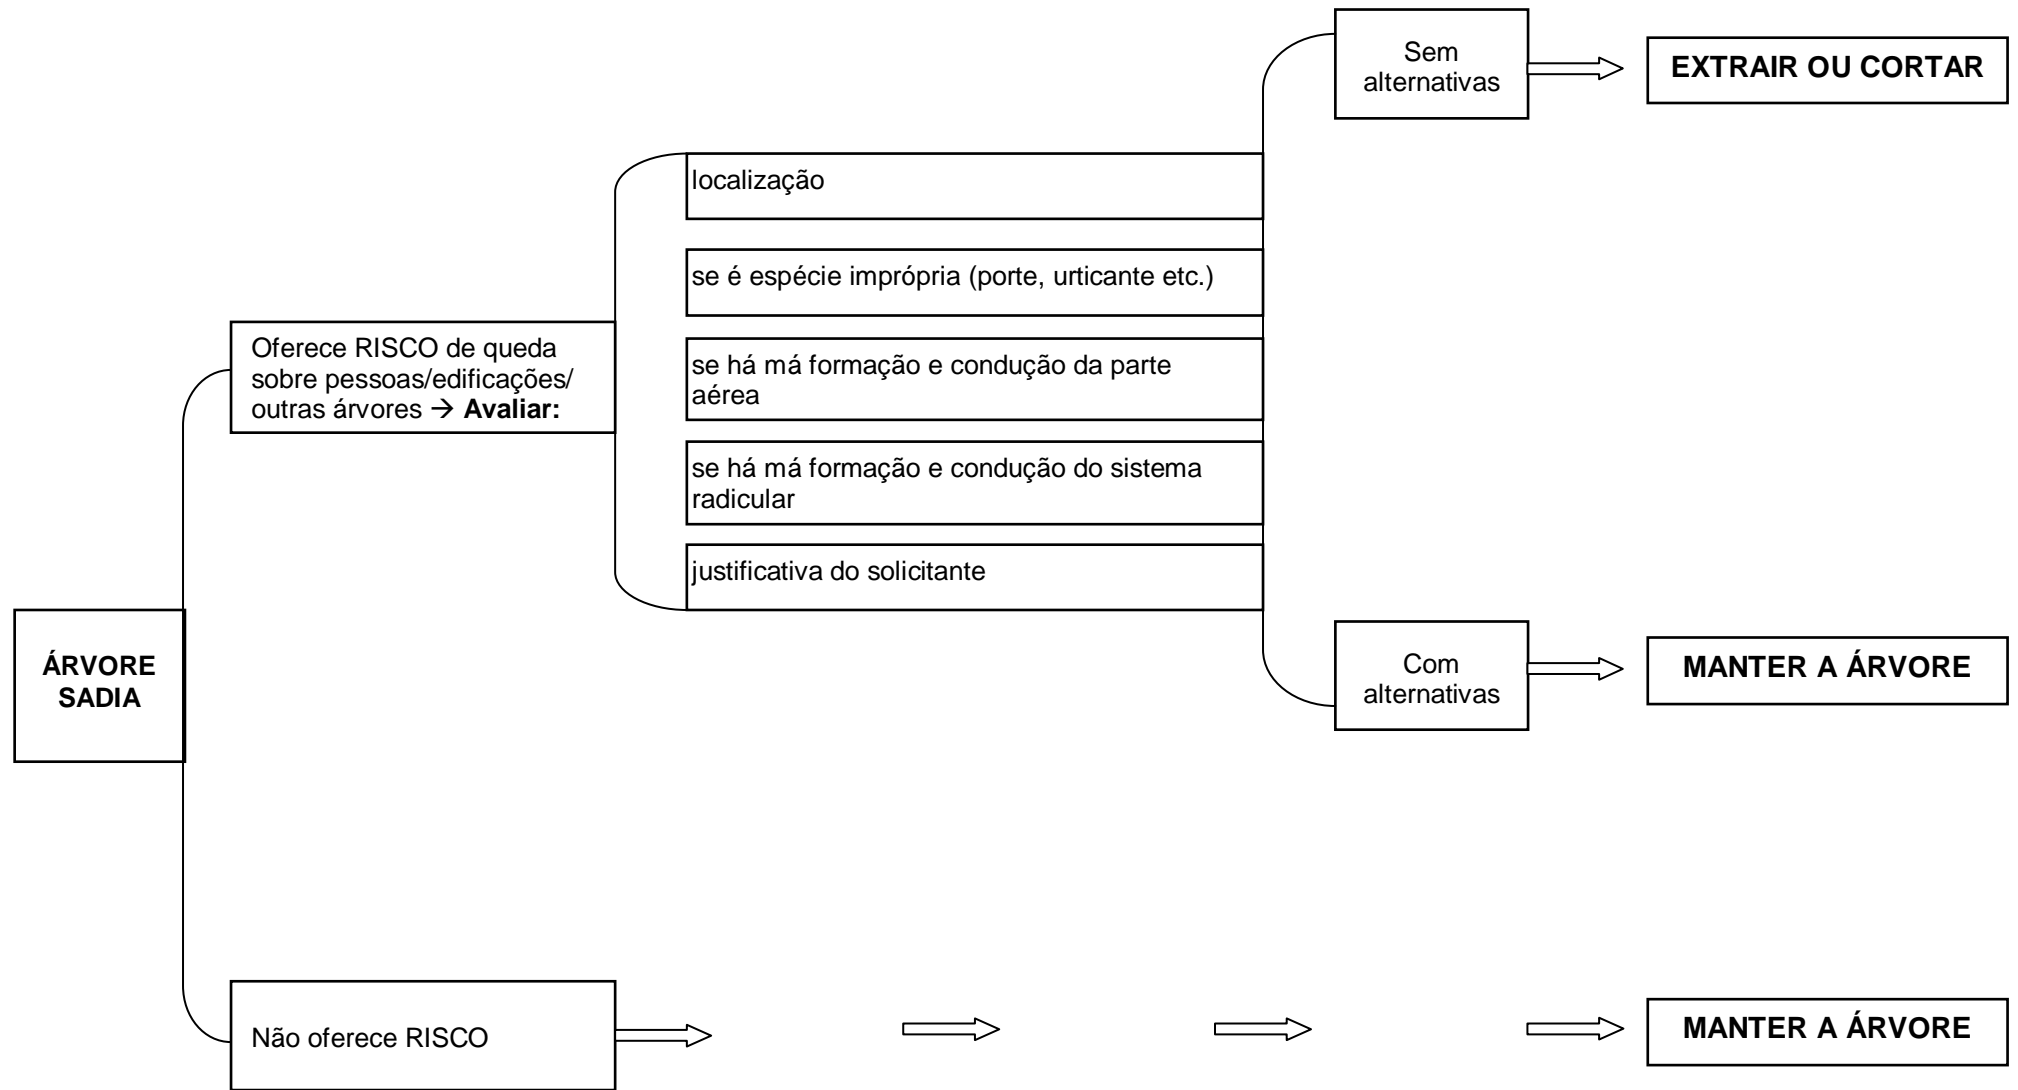 ÁRVORE
SADIA
Oferece RISCO de queda
sobre pessoas/edificações/
outras árvores → Avaliar:
localização
se é espécie imprópria (porte, urticante etc.)
se há má formação e condução da parte
aérea
se há má formação e condução do sistema
radicular
justificativa do solicitante
Sem
alternativas
EXTRAIR OU CORTAR
Com
alternativas
MANTER A ÁRVORE
Não oferece RISCO
MANTER A ÁRVORE